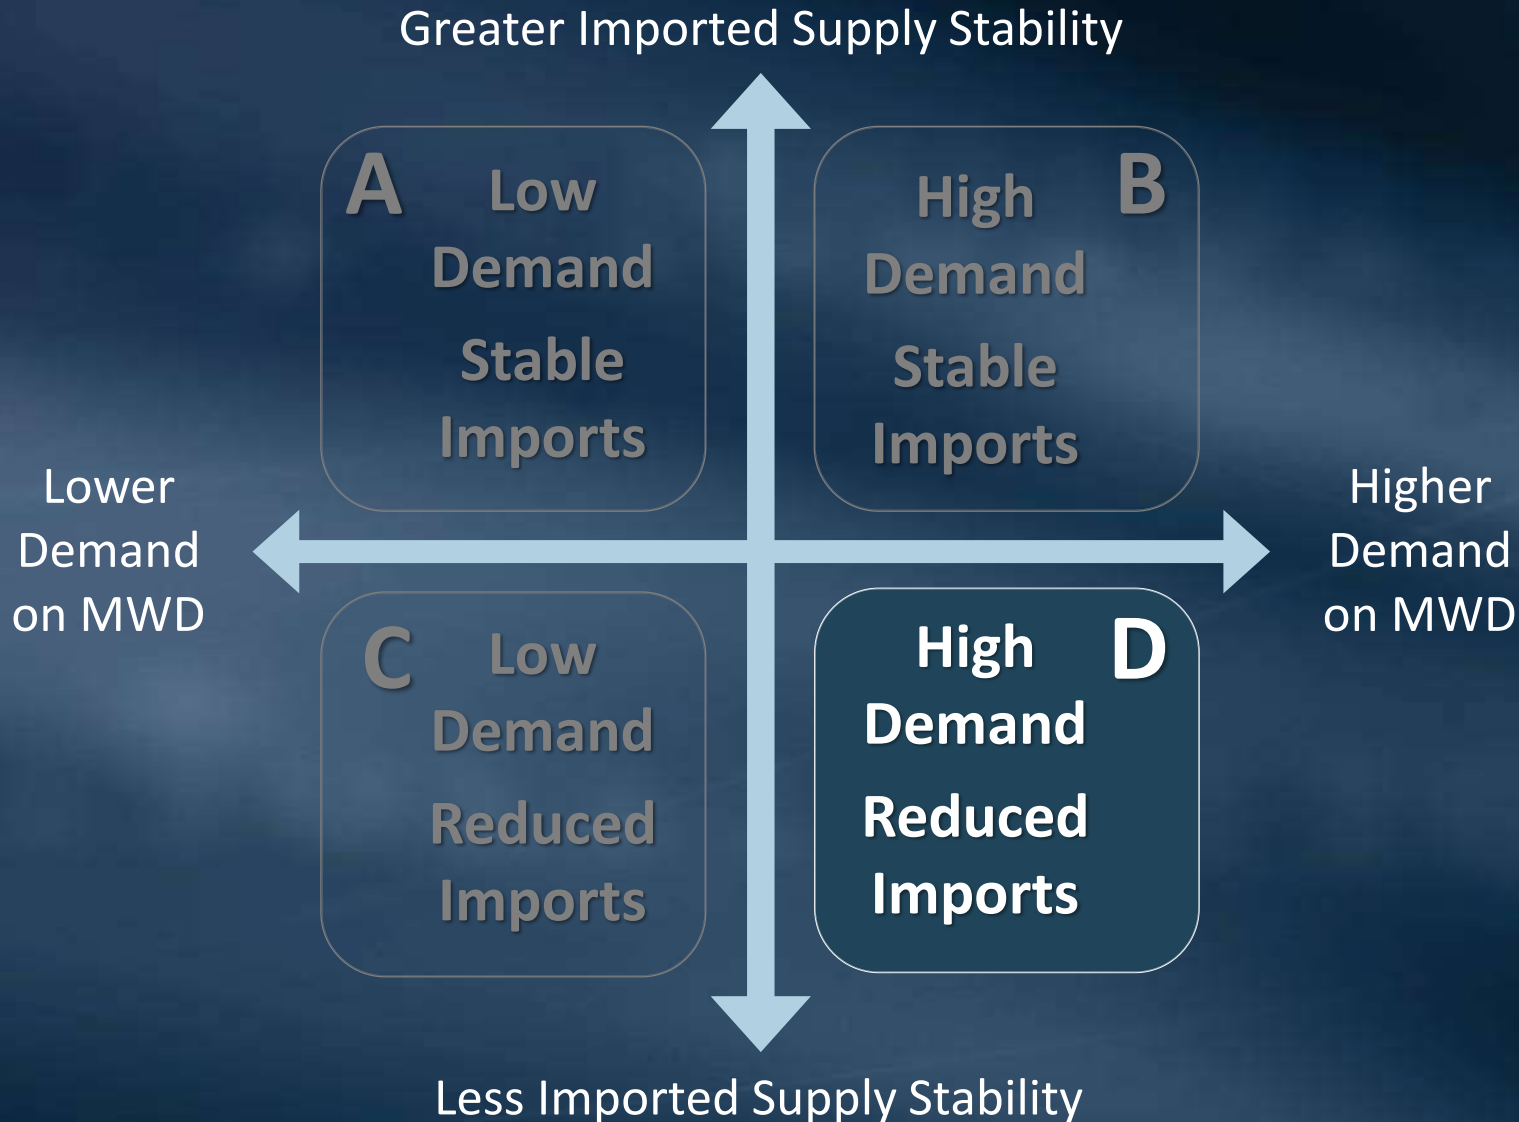 Greater Imported Supply Stability
A
Low
Demand
Stable
Imports
B
High
Demand
Stable
Imports
Lower
Demand
on MWD
Higher
Demand
on MWD
C
Low
Demand
Reduced
Imports
D
High
Demand
Reduced
Imports
Less Imported Supply Stability